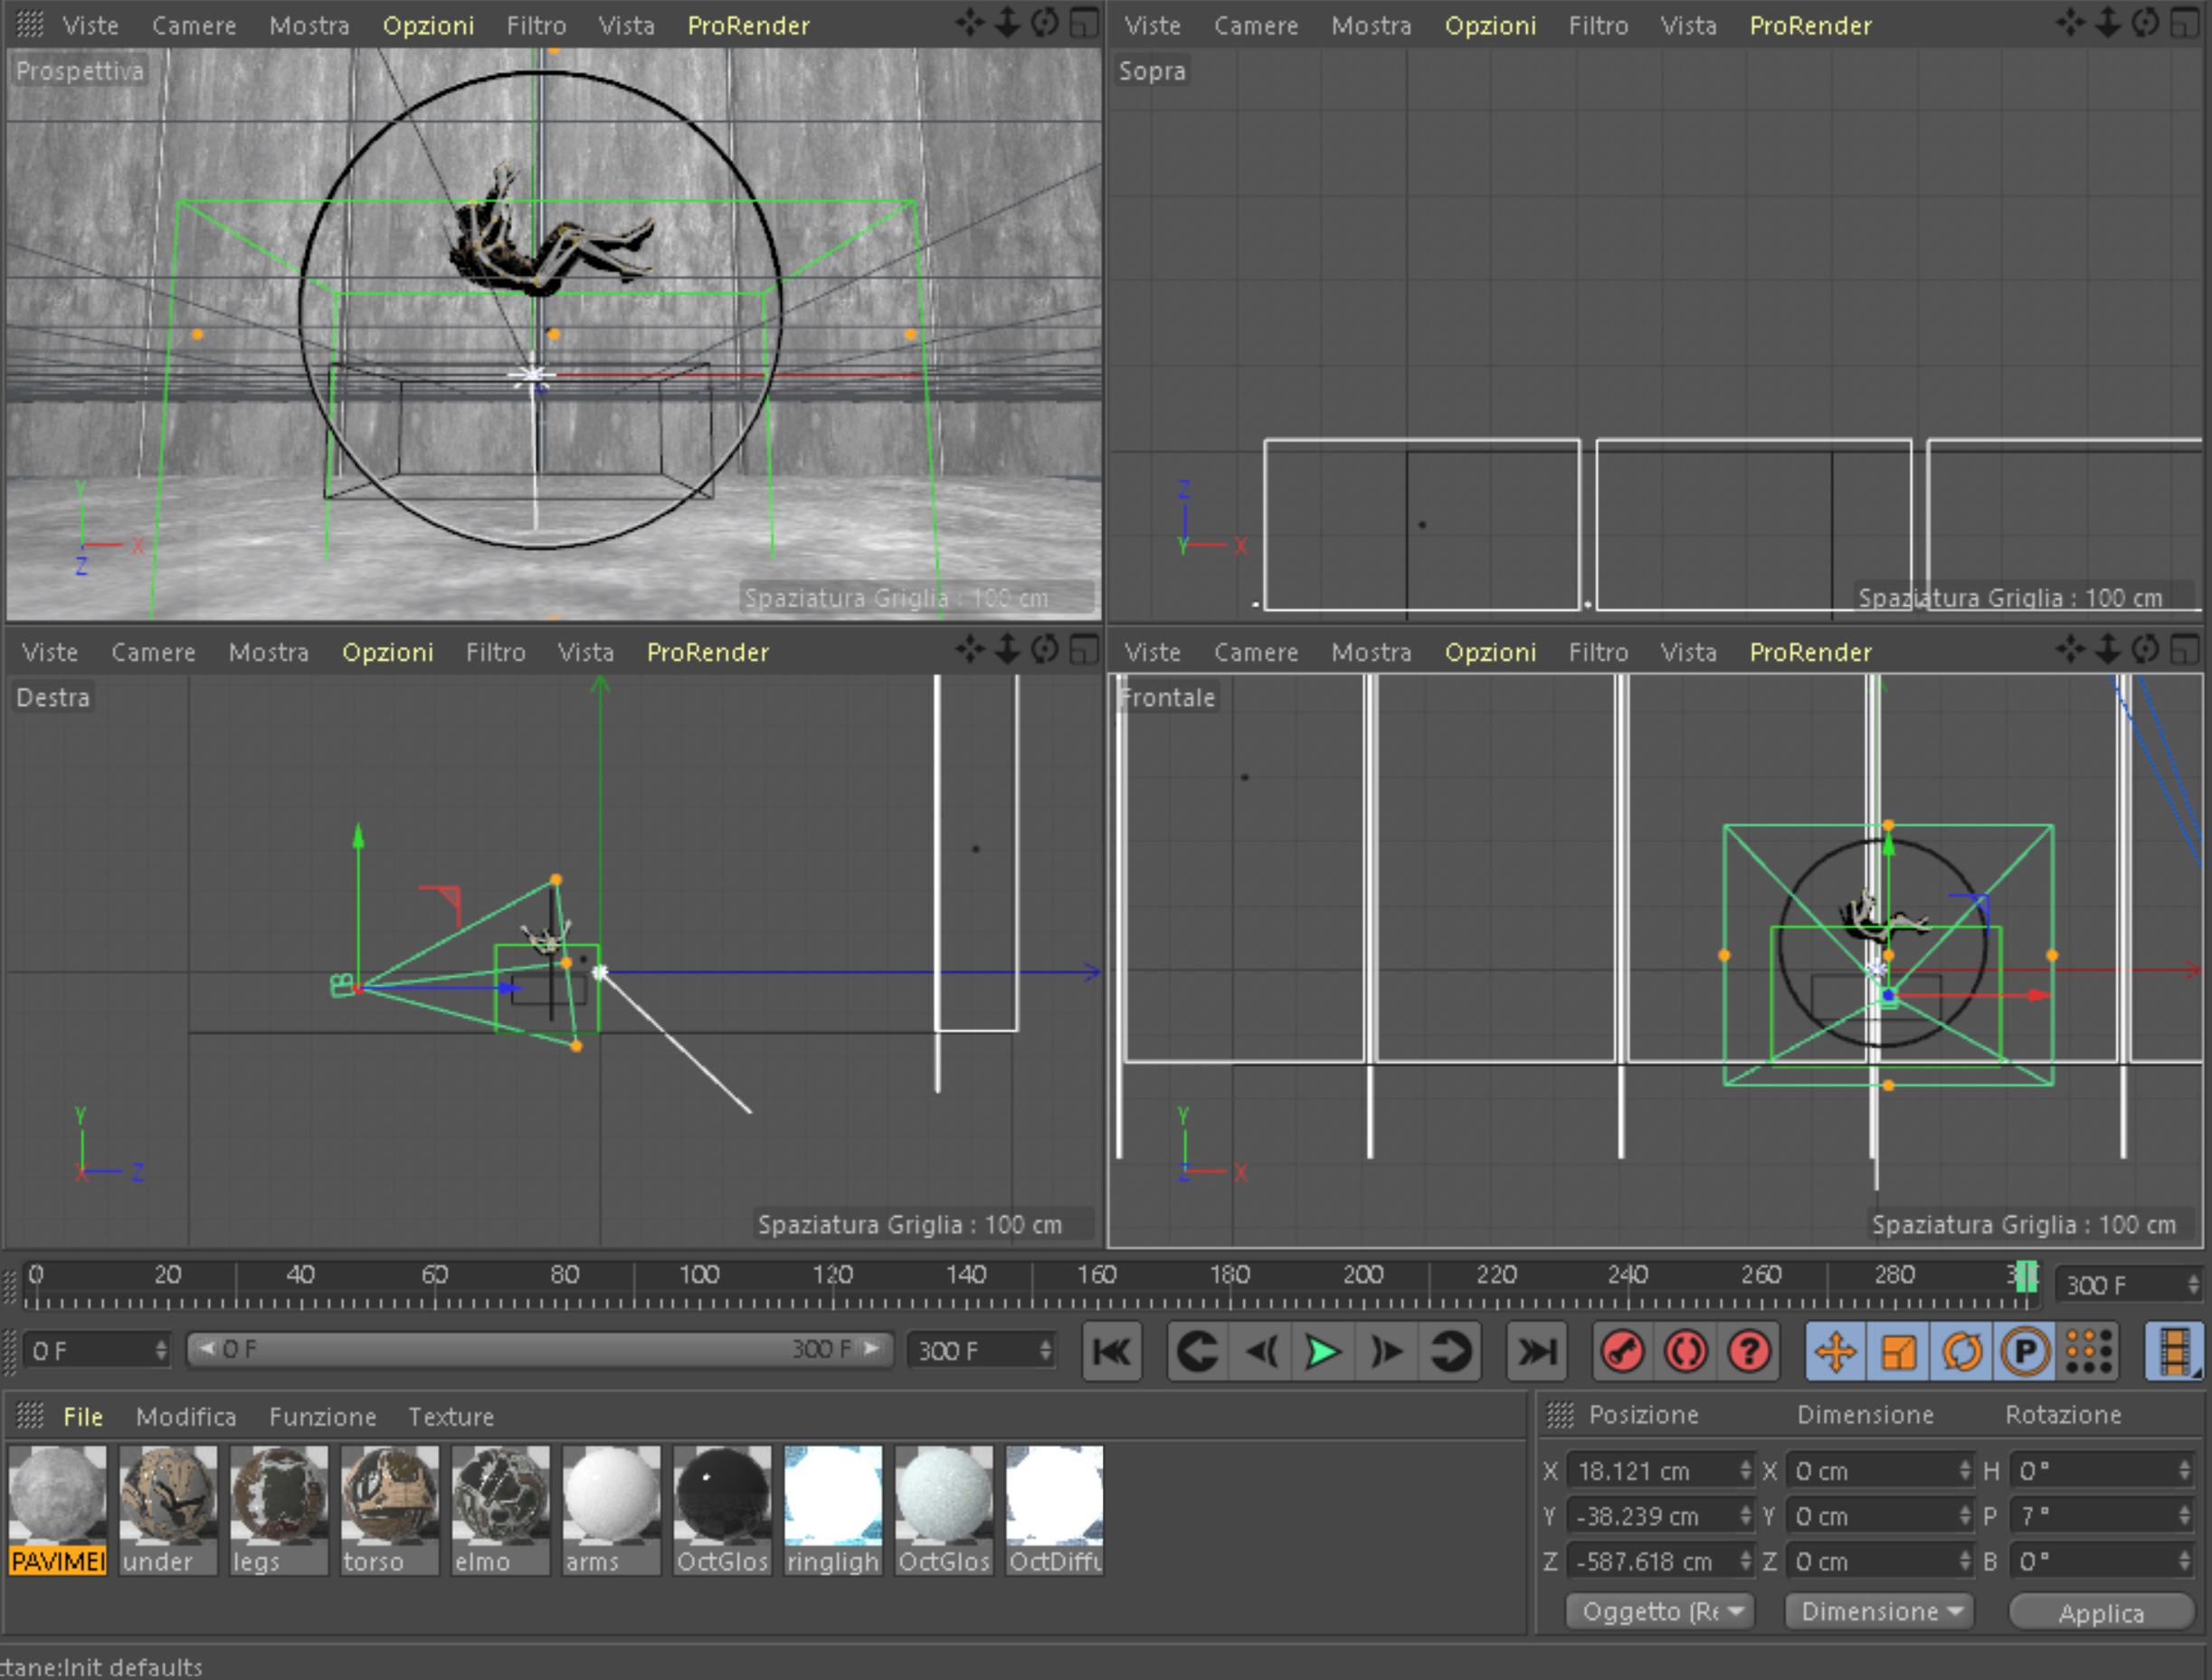 Viste Camere Mostra Opzioni Filtro Vista ProRender
Prospettiva
Y
X
Z
Spaziatura Griglia : 100 cm
Viste Camere Mostra Opzioni Filtro Vista ProRender
Sopra
Z
Y X
Spaziatura Griglia : 100 cm
Viste Camere Mostra Opzioni Filtro Vista ProRender
Destra
Y
X Z
Spaziatura Griglia : 100 cm
Viste Camere Mostra Opzioni Filtro Vista ProRender
Frontale
Y
Z X
Spaziatura Griglia : 100 cm
0 20 40 60 80 100 120 140 160 180 200 220 240 260 280 300 F
0 F 0 F 300 F 300 F ? P
File Modifica Funzione Texture
PAVIMEI under legs torso elmo arms OctGlos ringligh OctGlos OctDiffu
Posizione Dimensione Rotazione
X 18.121 cm X 0 cm H 0 °
Y -38.239 cm Y 0 cm P 7 °
Z -587.618 cm Z 0 cm B 0 °
Oggetto (Re Dimensione Applica
ctane:Init defaults